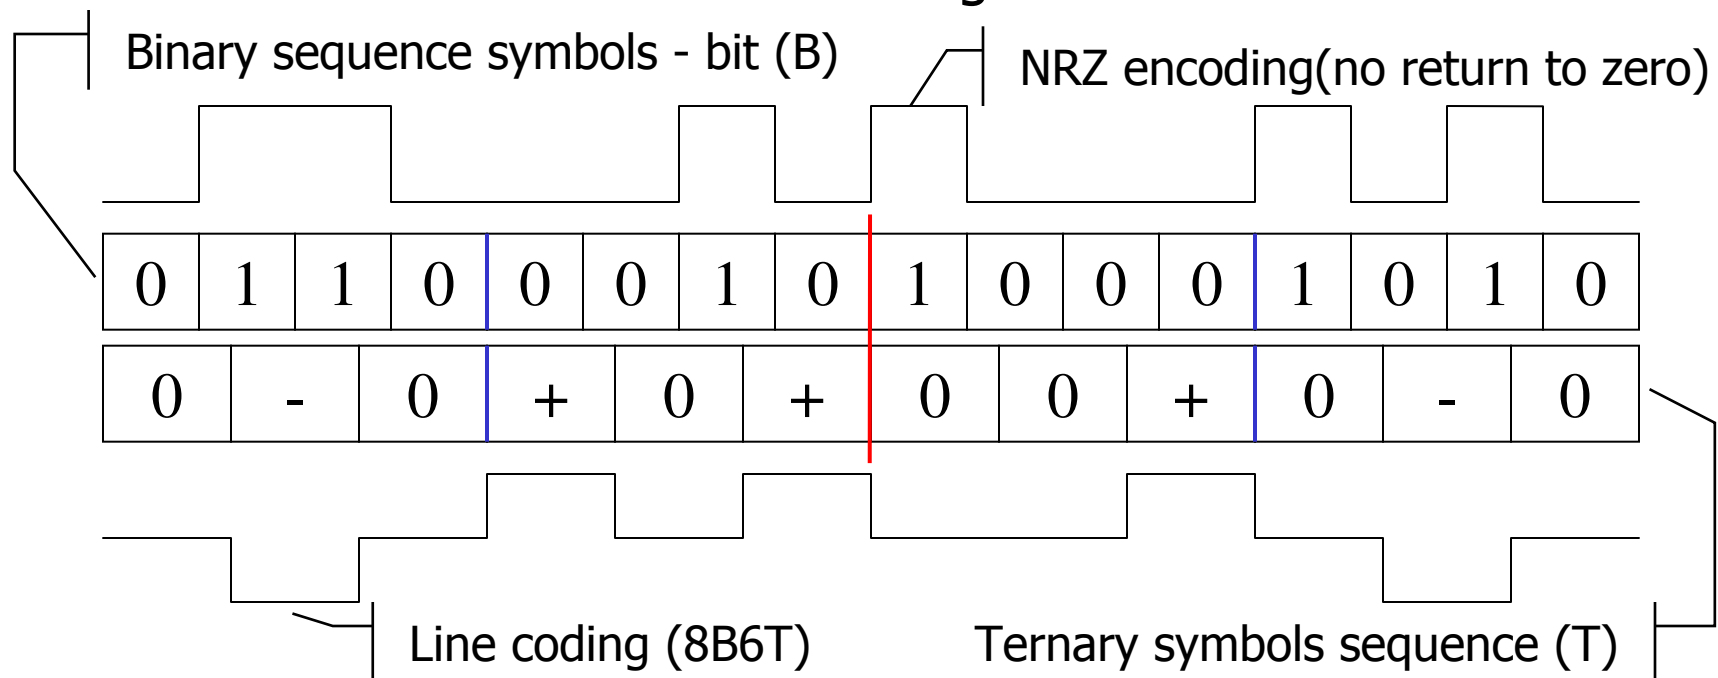 Binary sequence symbols - bit (B)
NRZ encoding(no return to zero)
0 1 1 0 0 0 1 0 1 0 0 0 1 0 1 0
0 - 0 + 0 + 0 0 + 0 - 0
Line coding (8B6T)
Ternary symbols sequence (T)